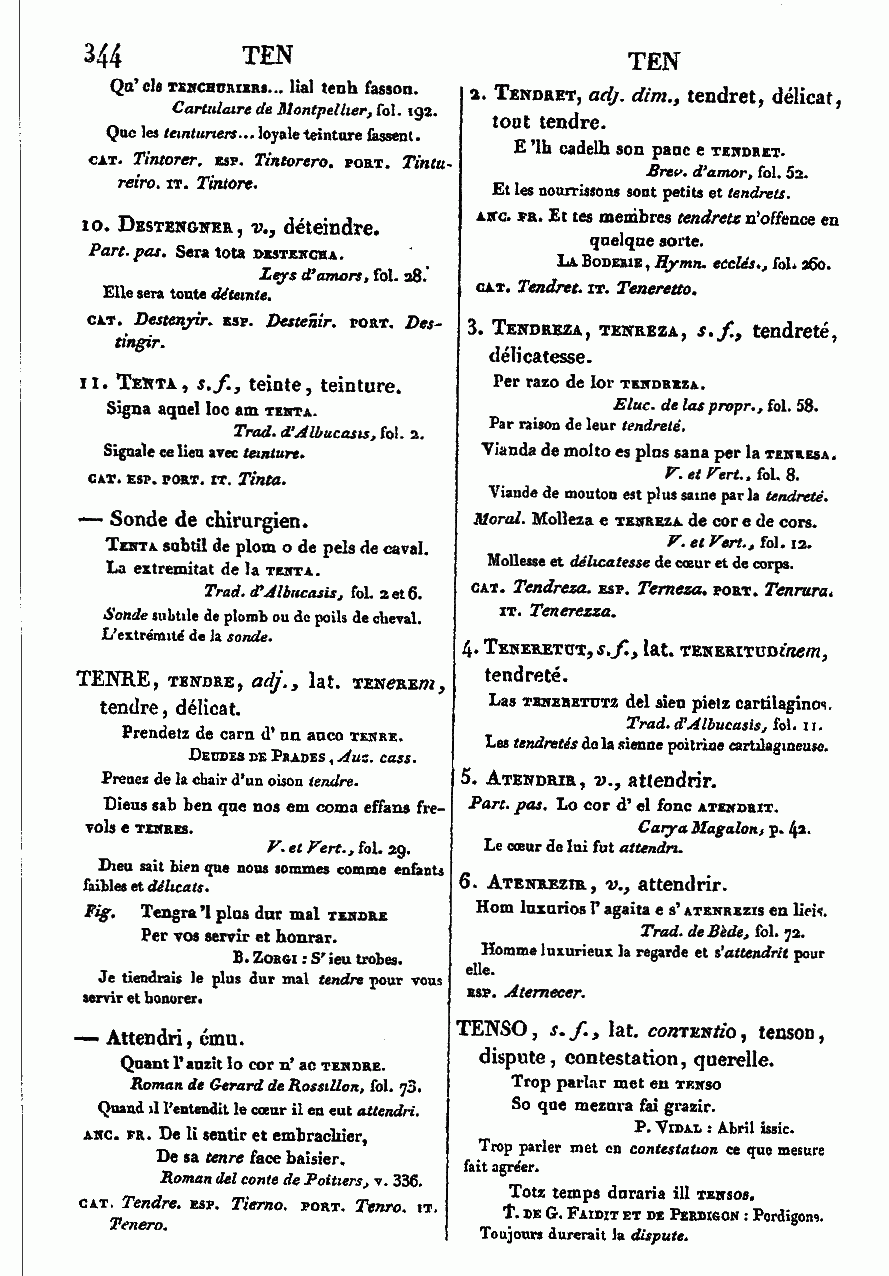 344 TEN
Qu'els TENCHURIERS... lial tenh fasson.
Cartulaire de Montpellier, fol. 192.
Que les teinturiers... loyale teinture fassent.
CAT. Tintorer. ESP. Tintorero. PORT. Tintu-
reiro. IT. Tintore.
10. DESTENGNER, v., déteindre.
Part. pas. Sera tota DESTENCHA.
Leys d'amors, fol. 28.
Elle sera toute déteinte.
CAT. Destenyir. ESP. Desteñir. PORT. Des-
tingir.
11. TENTA, s. f., teinte, teinture.
Signa aquel loc am TENTA.
Trad. d'Albucasis, fol. 2.
Signale ce lieu avec teinture.
CAT. ESP. PORT. IT. Tinta.
— Sonde de chirurgien.
TENTA subtil de plom o de pels de caval.
La extremitat de la TENTA.
Trad. d'Albucasis, fol. 2 et 6.
Sonde subtile de plomb ou de poils de cheval.
L'extrémité de la sonde.
TENRE, TENDRE, adj., lat. TENeREm,
tendre, délicat.
Prendetz de carn d' un auco TENRE.
DEUDES DE PRADES, Auz. cass.
Prenez de la chair d'un oison tendre.
Dieus sab ben que nos em coma effans fre-
vols e TENRES.
V. et Vert., fol. 29.
Dieu sait bien que nous sommes comme enfants
faibles et délicats.
Fig. Tengra'l plus dur mal TENDRE
Per vos servir et honrar.
B. ZORGI : S'ieu trobes.
Je tiendrais le plus dur mal tendre pour vous
servir et honorer.
— Attendri, ému.
Quant l'auzit lo cor n' ac TENDRE.
Roman de Gerard de Rossillon, fol. 73.
Quand il l'entendit le cœur il en eut attendri.
ANC. FR. De li sentir et embrachier,
De sa tenre face baisier.
Roman del conte de Poitiers, v. 336.
CAT. Tendre. ESP. Tierno. PORT. Tenro. IT.
Tenero.
TEN
2. TENDRET, adj. dim., tendret, délicat,
tout tendre.
E 'lh cadelh son pauc e TENDRET.
Brev. d'amor, fol. 52.
Et les nourrissons sont petits et tendrets.
ANC. FR. Et tes membres tendrets n'offence en
quelque sorte.
LA BODERIE, Hymn. ecclés., fol. 260.
CAT. Tendret. IT. Teneretto.
3. TENDREZA, TENREZA, s. f., tendreté,
délicatesse.
Per razo de lor TENDREZA.
Eluc. de las propr., fol. 58.
Par raison de leur tendreté.
Vianda de molto es plus sana per la TENRESA.
V. et Vert., fol. 8.
Viande de mouton est plus saine par la tendreté.
Moral. Molleza e TENREZA de cor e de cors.
V. et Vert., fol. 12.
Mollesse et délicatesse de cœur et de corps.
CAT. Tendreza. ESP. Terneza. PORT. Tenrura.
IT. Tenerezza.
4. TENERETUT, s. f., lat. TENERITUDinem,
tendreté.
Las TENERETUTZ del sieu pietz cartilaginos.
Trad. d'Albucasis, fol. 11.
Les tendretés de la sienne poitrine cartilagineuse.
5. ATENDRIR, v., attendrir.
Part. pas. Lo cor d' el fonc ATENDRIT.
Carya Magalon, p. 42.
Le cœur de lui fut attendri.
6. ATENREZIR, v., attendrir.
Hom luxurios l'agaita e s'ATENREZIS en lieis.
Trad. de Bède, fol. 72.
Homme luxurieux la regarde et s'attendrit pour
elle.
ESP. Aternecer.
TENSO, s. f., lat. conTENtio, tenson,
dispute, contestation, querelle.
Trop parlar met en TENSO
So que mezura fai grazir.
P. VIDAL : Abril issic.
Trop parler met en contestation ce que mesure
fait agréer.
Totz temps duraria ill TENSOS.
T. DE G. FAIDIT ET DE PERDIGON : Perdigons.
Toujours durerait la dispute.